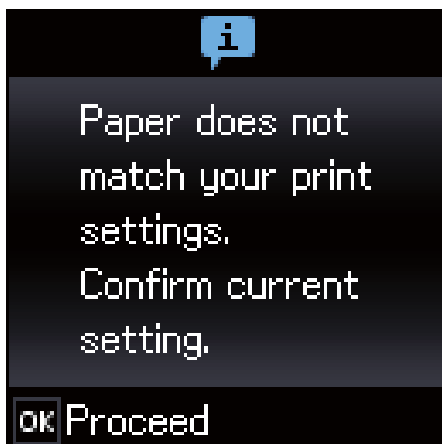 i
Paper does not
match your print
settings.
Confirm current
setting.
OK Proceed